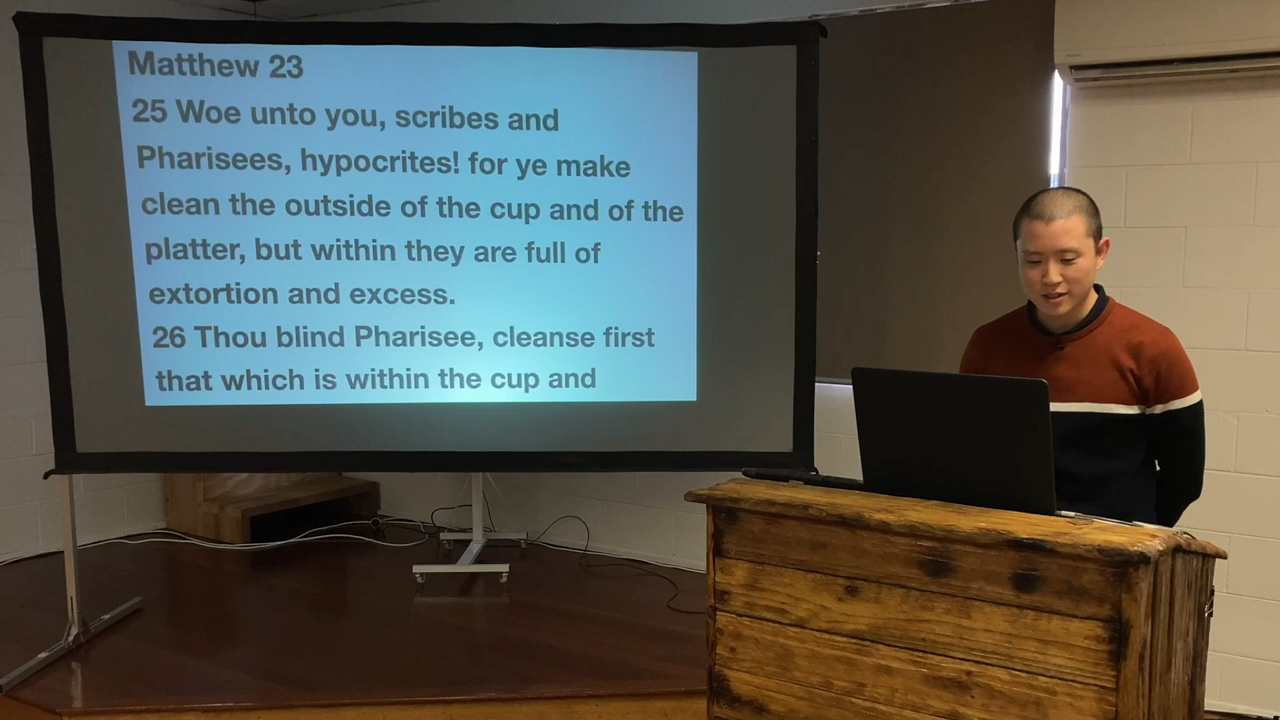 Matthew 23
25 Woe unto you, scribes and
Pharisees, hypocrites! for ye make
clean the outside of the cup and of the
platter, but within they are full of
extortion and excess.
26 Thou blind Pharisee, cleanse first
that which is within the cup and